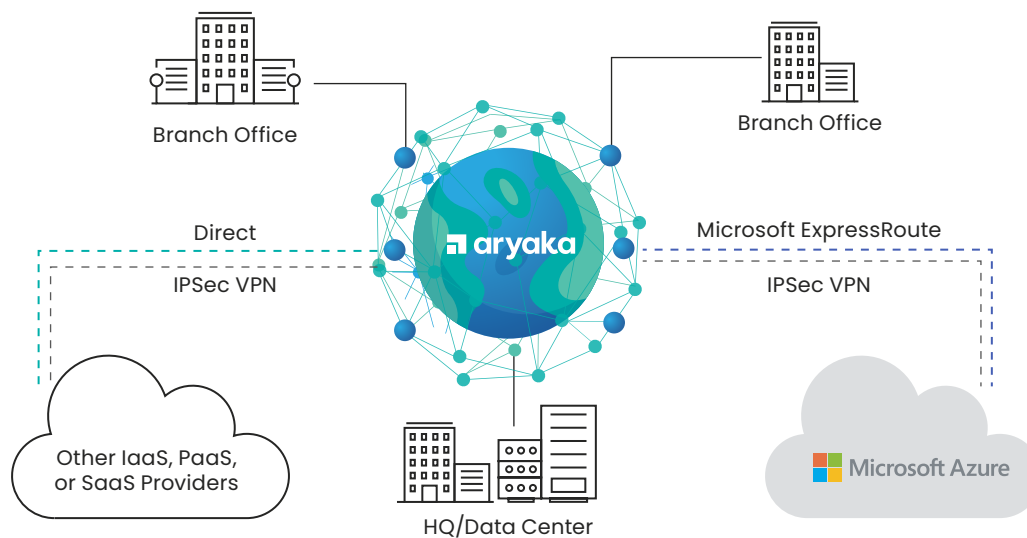 Branch Office
Branch Office
Direct
IPSec VPN
aryaka
Microsoft ExpressRoute
IPSec VPN
Other IaaS, PaaS,
or SaaS Providers
HQ/Data Center
Microsoft Azure